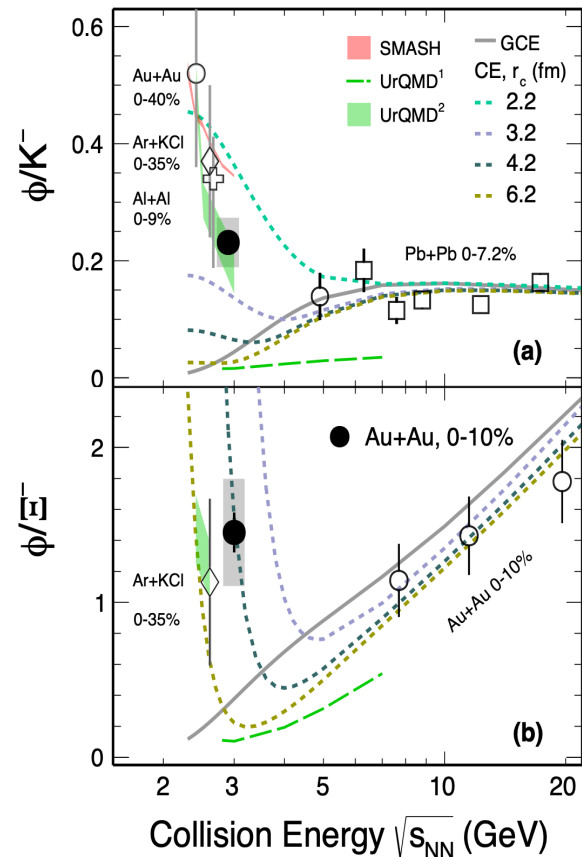 0.6
0.4
0.2
0
ϕ/K⁻
Au+Au
0-40%
Ar+KCl
0-35%
Al+Al
0-9%
SMASH
UrQMD¹
UrQMD²
GCE
CE, r_c (fm)
2.2
3.2
4.2
6.2
Pb+Pb 0-7.2%
(a)
2
1
0
ϕ/Ξ⁻
Au+Au, 0-10%
Ar+KCl
0-35%
Au+Au 0-10%
(b)
2 3 5 10 20
Collision Energy √s_NN (GeV)